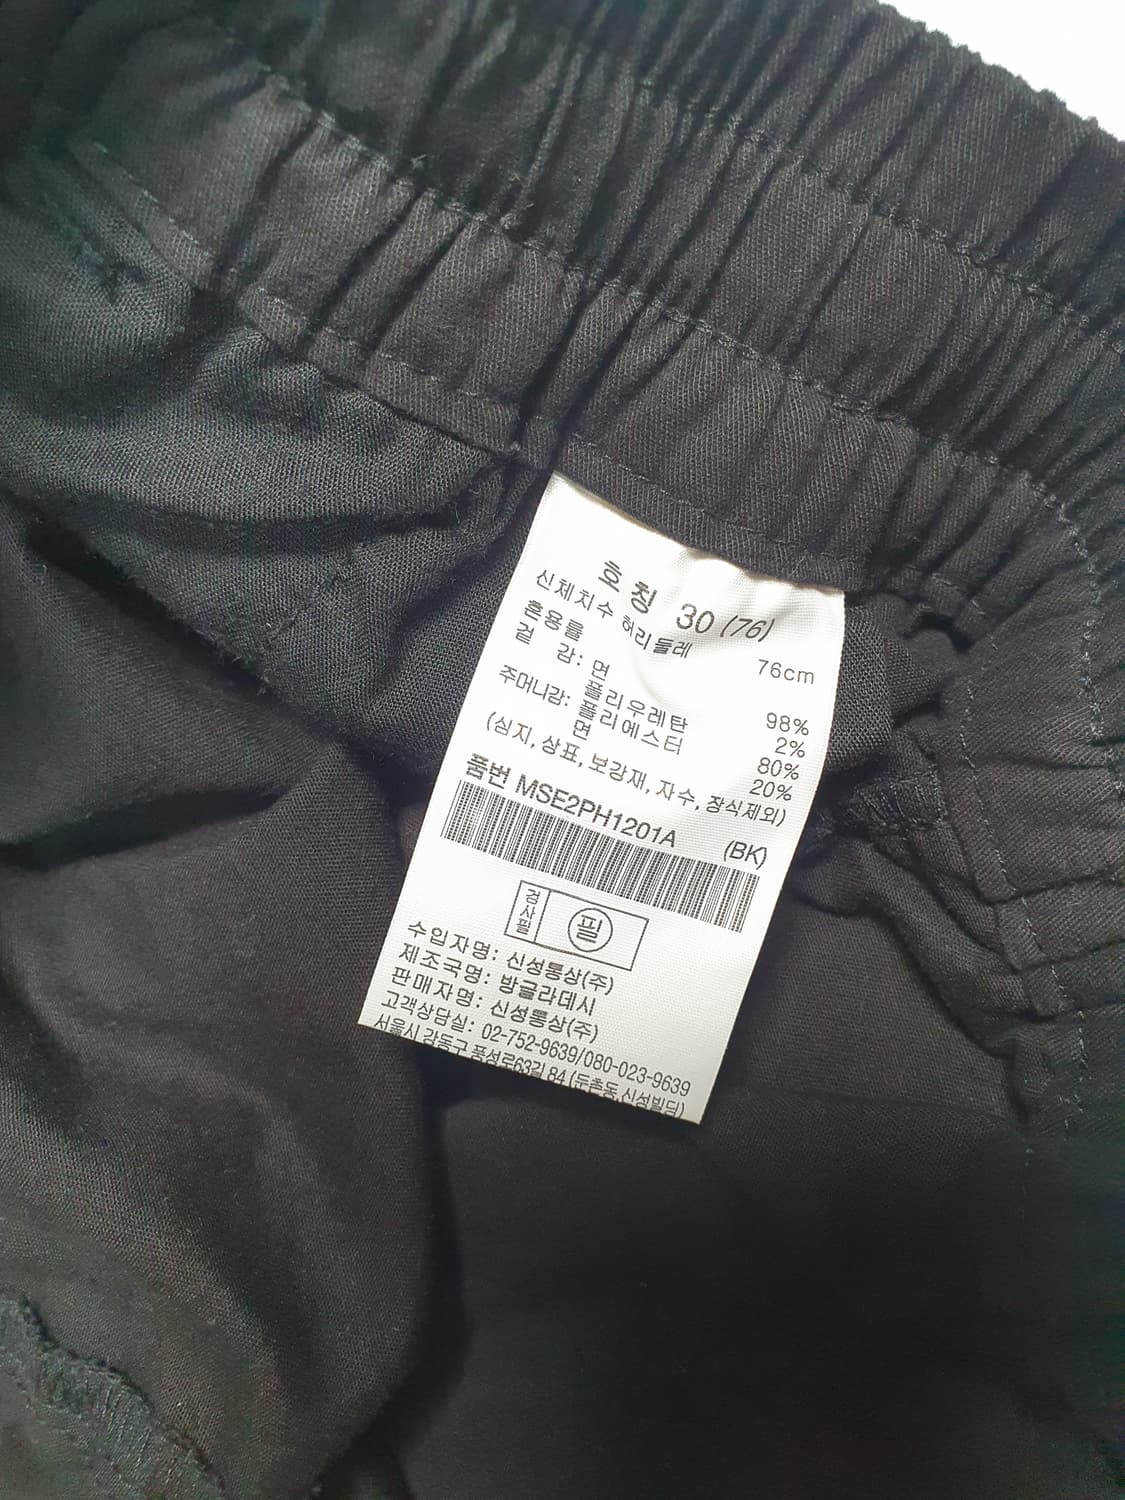 호칭 30 (76)
신체치수 허리둘레 76cm
혼용율
겉 감: 면 98%
폴리우레탄 2%
주머니감: 폴리에스터 80%
면 20%
(심지, 상표, 보강재, 자수, 장식제외)
품번 MSE2PH1201A (BK)
검사필 필
수입자명: 신성통상(주)
제조국명: 방글라데시
판매자명: 신성통상(주)
고객상담실: 02-752-9639/080-023-9639
서울시 강동구 풍성로63길 84 (둔촌동, 신성빌딩)